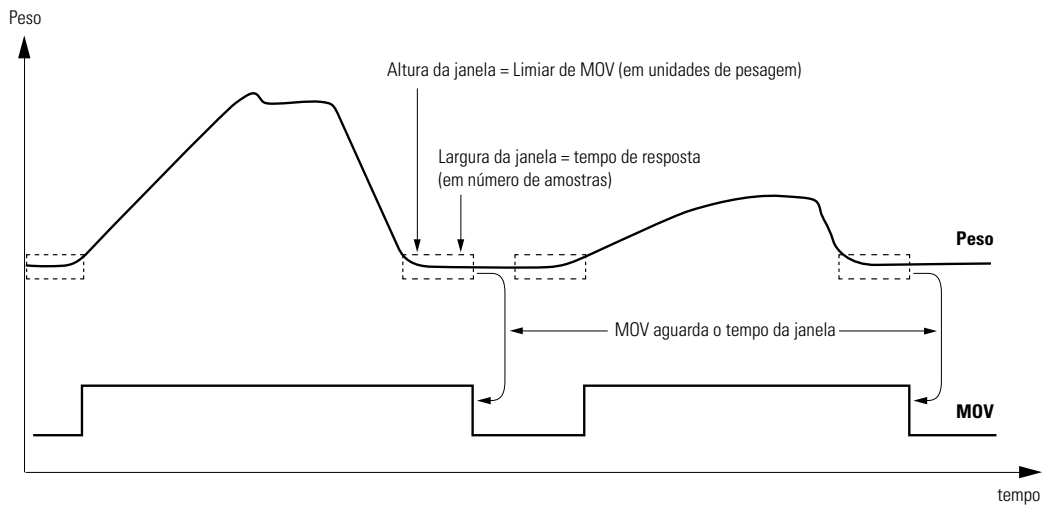 Peso
Altura da janela = Limiar de MOV (em unidades de pesagem)
Largura da janela = tempo de resposta
(em número de amostras)
Peso
MOV aguarda o tempo da janela
MOV
tempo